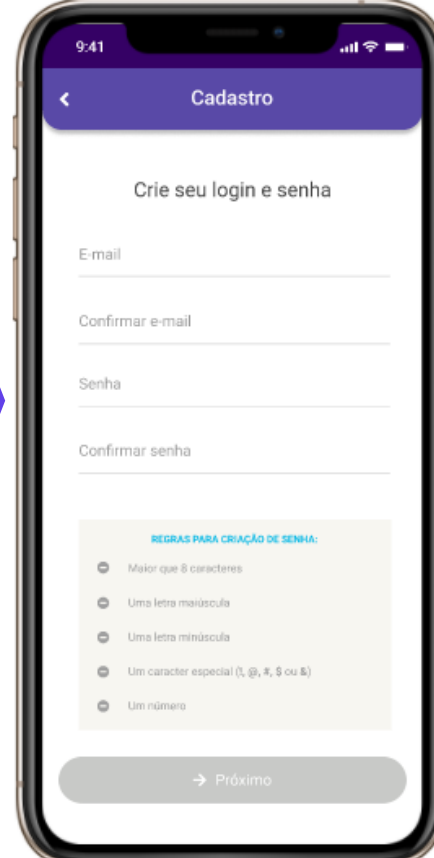 9:41
Cadastro
Crie seu login e senha
E-mail
Confirmar e-mail
Senha
Confirmar senha
REGRAS PARA CRIAÇÃO DE SENHA:
Maior que 8 caracteres
Uma letra maiúscula
Uma letra minúscula
Um caracter especial (!, @, #, $ ou &)
Um número
→ Próximo